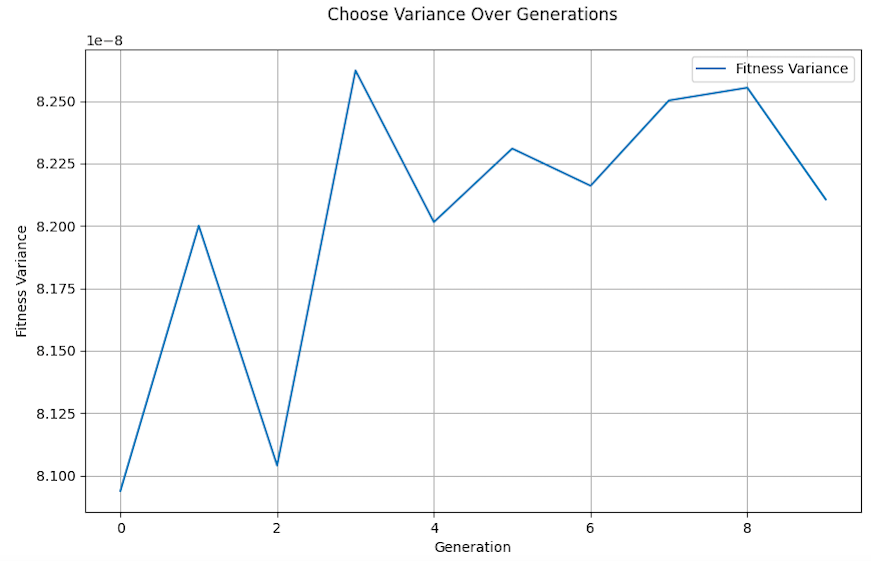 Choose Variance Over Generations
1e−8
Fitness Variance
8.250
8.225
8.200
8.175
8.150
8.125
8.100
Fitness Variance
0 2 4 6 8
Generation